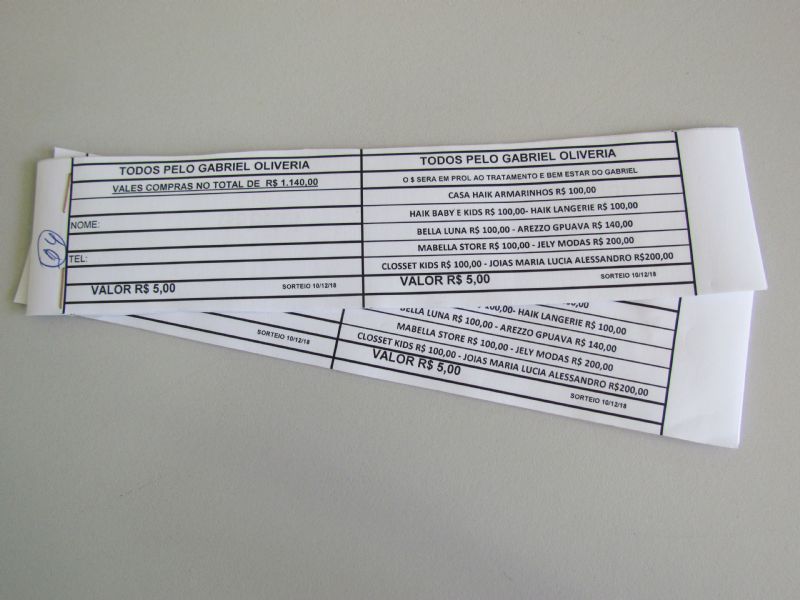 TODOS PELO GABRIEL OLIVERIA
VALES COMPRAS NO TOTAL DE R$ 1.140,00
NOME:
TEL:
VALOR R$ 5,00
SORTEIO 10/12/18
TODOS PELO GABRIEL OLIVERIA
O $ SERA EM PROL AO TRATAMENTO E BEM ESTAR DO GABRIEL
CASA HAIK ARMARINHOS R$ 100,00
HAIK BABY E KIDS R$ 100,00- HAIK LANGERIE R$ 100,00
BELLA LUNA R$ 100,00 - AREZZO GPUAVA R$ 140,00
MABELLA STORE R$ 100,00 - JELY MODAS R$ 200,00
CLOSSET KIDS R$ 100,00 - JOIAS MARIA LUCIA ALESSANDRO R$200,00
VALOR R$ 5,00
SORTEIO 10/12/18
SORTEIO 10/12/18
R$ 100,00- HAIK LANGERIE R$ 100,00
BELLA LUNA R$ 100,00 - AREZZO GPUAVA R$ 140,00
MABELLA STORE R$ 100,00 - JELY MODAS R$ 200,00
CLOSSET KIDS R$ 100,00 - JOIAS MARIA LUCIA ALESSANDRO R$200,00
VALOR R$ 5,00
SORTEIO 10/12/18